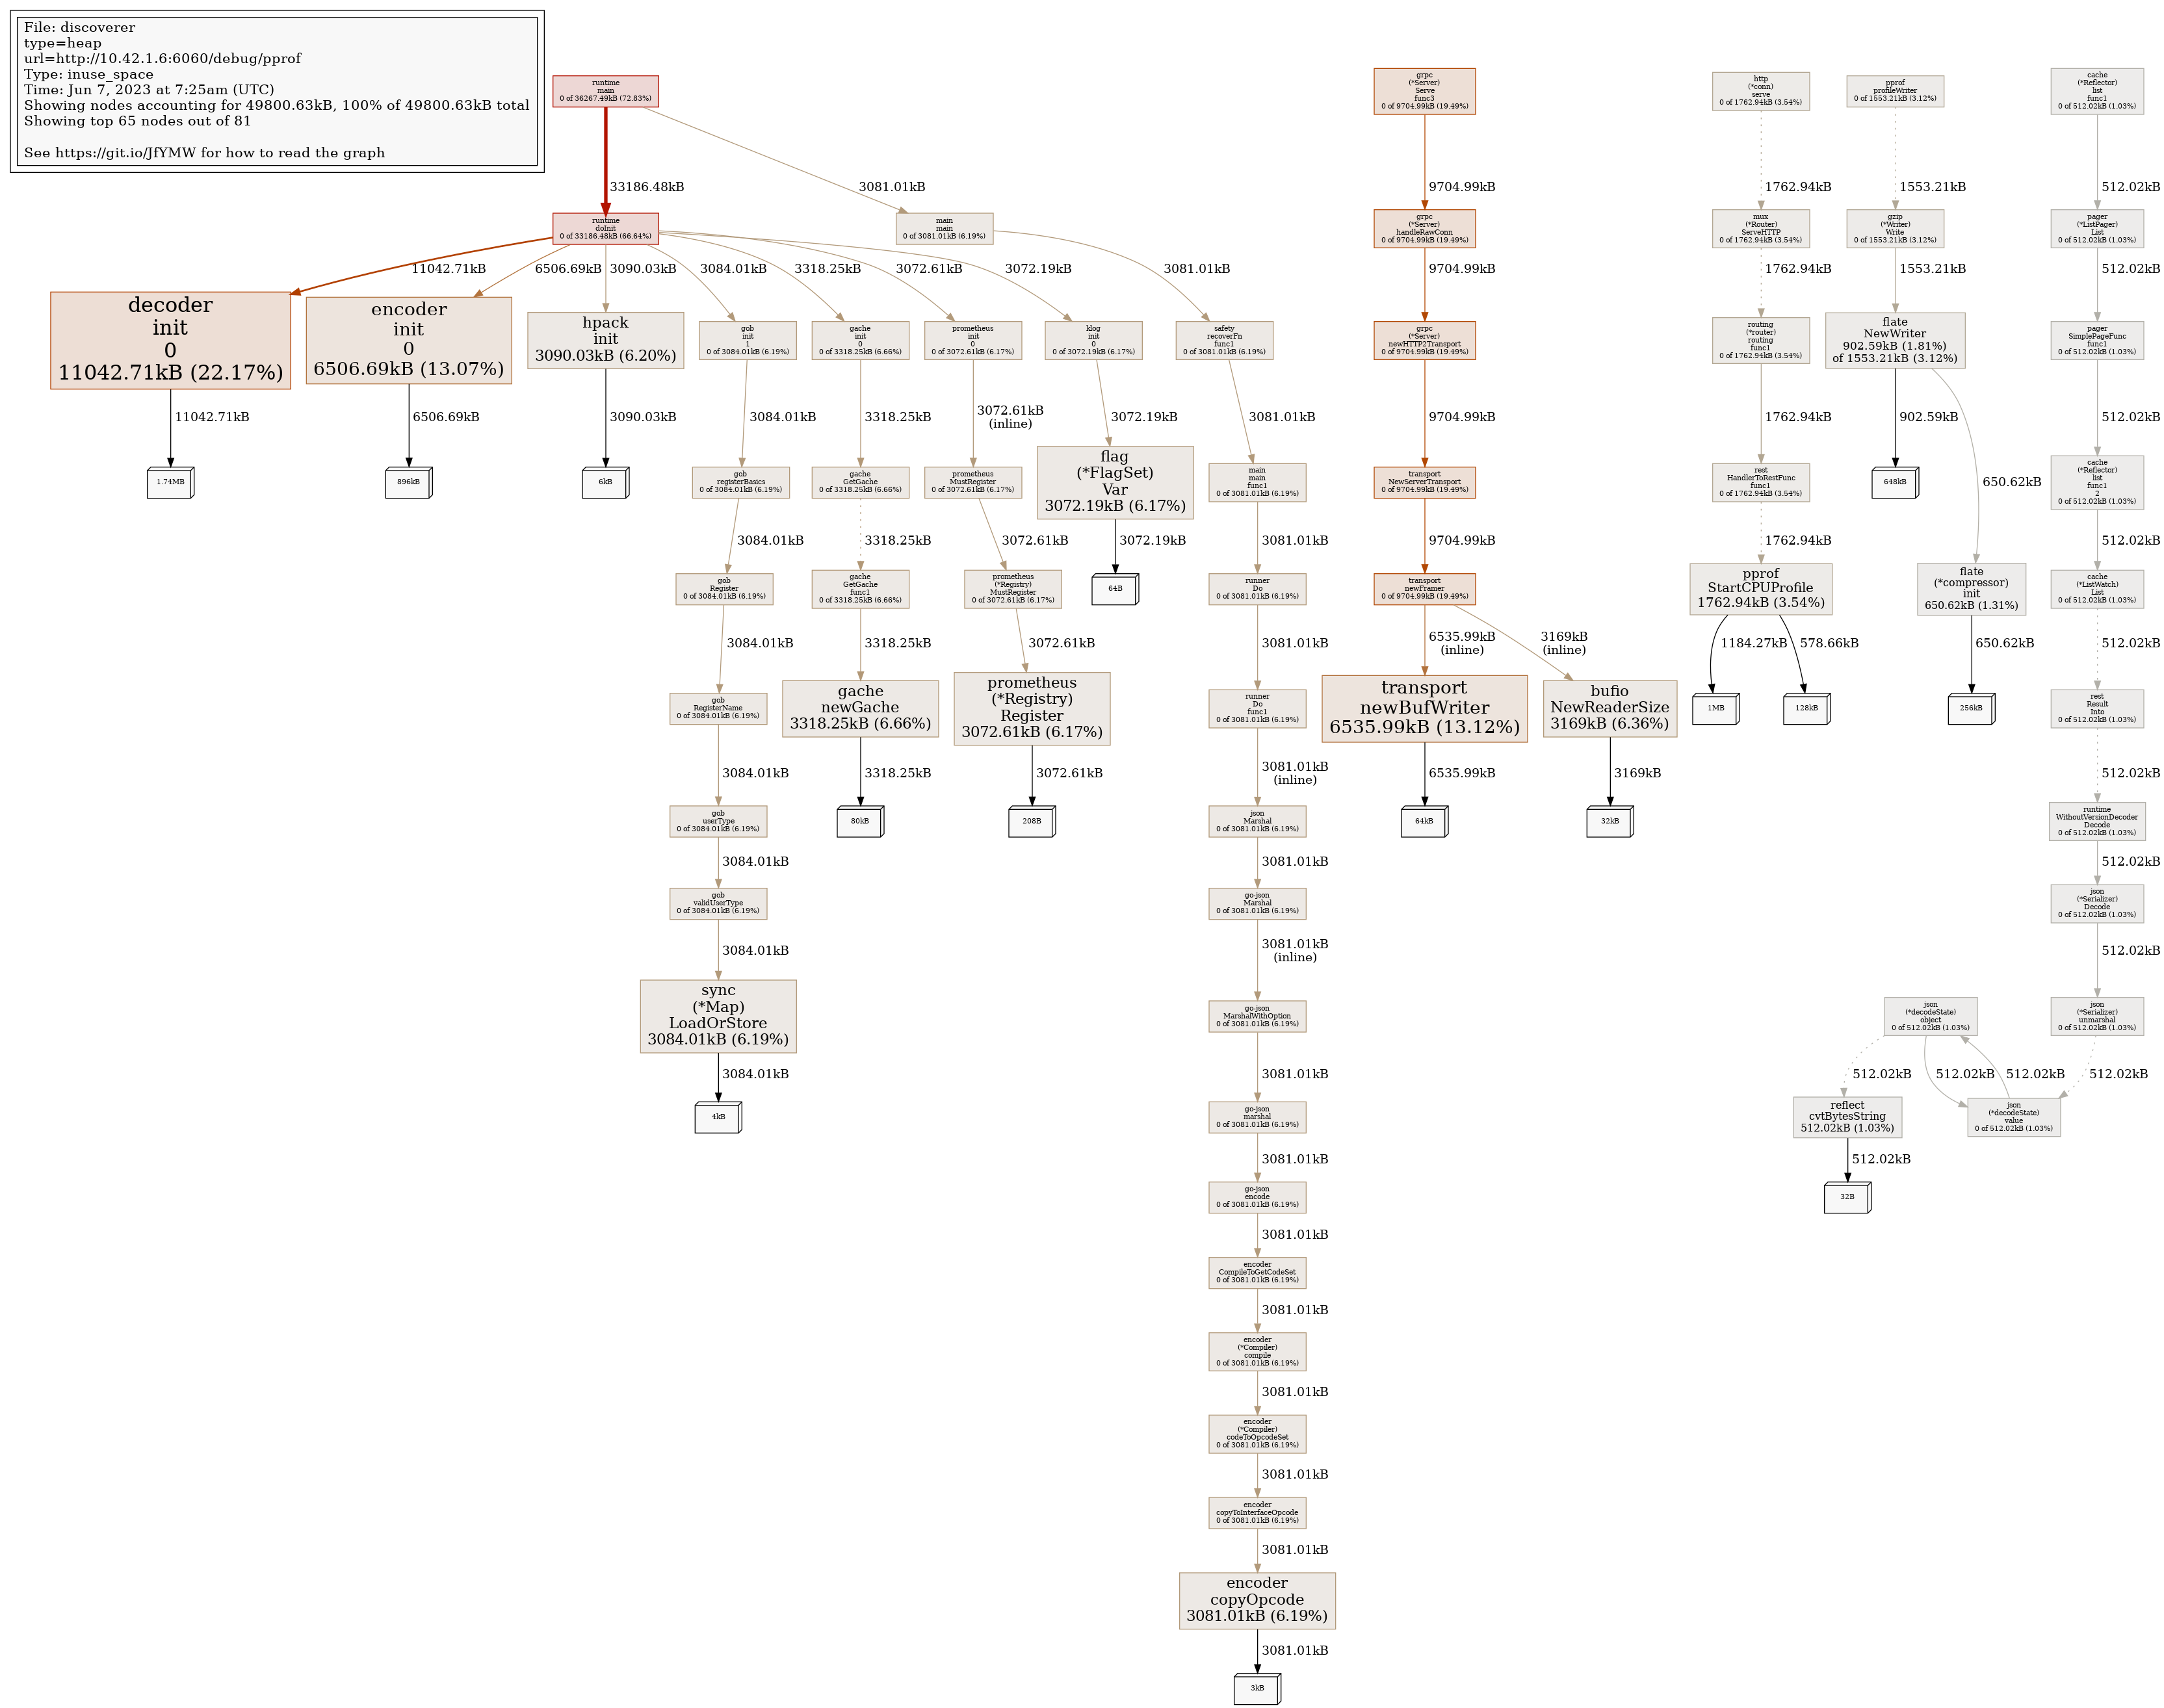 File: discoverer
type=heap
url=http://10.42.1.6:6060/debug/pprof
Type: inuse_space
Time: Jun 7, 2023 at 7:25am (UTC)
Showing nodes accounting for 49800.63kB, 100% of 49800.63kB total
Showing top 65 nodes out of 81
See https://git.io/JfYMW for how to read the graph
runtime
main
0 of 36267.49kB (72.83%)
33186.48kB
3081.01kB
runtime
doInit
0 of 33186.48kB (66.64%)
main
main
0 of 3081.01kB (6.19%)
11042.71kB
6506.69kB
3090.03kB
3084.01kB
3318.25kB
3072.61kB
3072.19kB
3081.01kB
decoder
init
0
11042.71kB (22.17%)
11042.71kB
1.74MB
encoder
init
0
6506.69kB (13.07%)
6506.69kB
896kB
hpack
init
3090.03kB (6.20%)
3090.03kB
6kB
gob
init
1
0 of 3084.01kB (6.19%)
3084.01kB
gob
registerBasics
0 of 3084.01kB (6.19%)
3084.01kB
gob
Register
0 of 3084.01kB (6.19%)
3084.01kB
gob
RegisterName
0 of 3084.01kB (6.19%)
3084.01kB
gob
userType
0 of 3084.01kB (6.19%)
3084.01kB
gob
validUserType
0 of 3084.01kB (6.19%)
3084.01kB
sync
(*Map)
LoadOrStore
3084.01kB (6.19%)
3084.01kB
4kB
gache
init
0
0 of 3318.25kB (6.66%)
3318.25kB
gache
GetGache
0 of 3318.25kB (6.66%)
3318.25kB
gache
GetGache
func1
0 of 3318.25kB (6.66%)
3318.25kB
gache
newGache
3318.25kB (6.66%)
3318.25kB
80kB
prometheus
init
0
0 of 3072.61kB (6.17%)
3072.61kB
(inline)
prometheus
MustRegister
0 of 3072.61kB (6.17%)
3072.61kB
prometheus
(*Registry)
MustRegister
0 of 3072.61kB (6.17%)
3072.61kB
prometheus
(*Registry)
Register
3072.61kB (6.17%)
3072.61kB
208B
klog
init
0
0 of 3072.19kB (6.17%)
3072.19kB
flag
(*FlagSet)
Var
3072.19kB (6.17%)
3072.19kB
64B
safety
recoverFn
func1
0 of 3081.01kB (6.19%)
3081.01kB
main
main
func1
0 of 3081.01kB (6.19%)
3081.01kB
runner
Do
0 of 3081.01kB (6.19%)
3081.01kB
runner
Do
func1
0 of 3081.01kB (6.19%)
3081.01kB
(inline)
json
Marshal
0 of 3081.01kB (6.19%)
3081.01kB
go-json
Marshal
0 of 3081.01kB (6.19%)
3081.01kB
(inline)
go-json
MarshalWithOption
0 of 3081.01kB (6.19%)
3081.01kB
go-json
marshal
0 of 3081.01kB (6.19%)
3081.01kB
go-json
encode
0 of 3081.01kB (6.19%)
3081.01kB
encoder
CompileToGetCodeSet
0 of 3081.01kB (6.19%)
3081.01kB
encoder
(*Compiler)
compile
0 of 3081.01kB (6.19%)
3081.01kB
encoder
(*Compiler)
codeToOpcodeSet
0 of 3081.01kB (6.19%)
3081.01kB
encoder
copyToInterfaceOpcode
0 of 3081.01kB (6.19%)
3081.01kB
encoder
copyOpcode
3081.01kB (6.19%)
3081.01kB
3kB
grpc
(*Server)
Serve
func3
0 of 9704.99kB (19.49%)
9704.99kB
grpc
(*Server)
handleRawConn
0 of 9704.99kB (19.49%)
9704.99kB
grpc
(*Server)
newHTTP2Transport
0 of 9704.99kB (19.49%)
9704.99kB
transport
NewServerTransport
0 of 9704.99kB (19.49%)
9704.99kB
transport
newFramer
0 of 9704.99kB (19.49%)
6535.99kB
(inline)
3169kB
(inline)
transport
newBufWriter
6535.99kB (13.12%)
6535.99kB
64kB
bufio
NewReaderSize
3169kB (6.36%)
3169kB
32kB
http
(*conn)
serve
0 of 1762.94kB (3.54%)
1762.94kB
mux
(*Router)
ServeHTTP
0 of 1762.94kB (3.54%)
1762.94kB
routing
(*router)
routing
func1
0 of 1762.94kB (3.54%)
1762.94kB
rest
HandlerToRestFunc
func1
0 of 1762.94kB (3.54%)
1762.94kB
pprof
StartCPUProfile
1762.94kB (3.54%)
1184.27kB
578.66kB
1MB
128kB
pprof
profileWriter
0 of 1553.21kB (3.12%)
1553.21kB
gzip
(*Writer)
Write
0 of 1553.21kB (3.12%)
1553.21kB
flate
NewWriter
902.59kB (1.81%)
of 1553.21kB (3.12%)
902.59kB
650.62kB
648kB
flate
(*compressor)
init
650.62kB (1.31%)
650.62kB
256kB
cache
(*Reflector)
list
func1
0 of 512.02kB (1.03%)
512.02kB
pager
(*ListPager)
List
0 of 512.02kB (1.03%)
512.02kB
pager
SimplePageFunc
func1
0 of 512.02kB (1.03%)
512.02kB
cache
(*Reflector)
list
func1
2
0 of 512.02kB (1.03%)
512.02kB
cache
(*ListWatch)
List
0 of 512.02kB (1.03%)
512.02kB
rest
Result
Into
0 of 512.02kB (1.03%)
512.02kB
runtime
WithoutVersionDecoder
Decode
0 of 512.02kB (1.03%)
512.02kB
json
(*Serializer)
Decode
0 of 512.02kB (1.03%)
512.02kB
json
(*Serializer)
unmarshal
0 of 512.02kB (1.03%)
512.02kB
json
(*decodeState)
object
0 of 512.02kB (1.03%)
512.02kB
512.02kB
512.02kB
json
(*decodeState)
value
0 of 512.02kB (1.03%)
reflect
cvtBytesString
512.02kB (1.03%)
512.02kB
32B